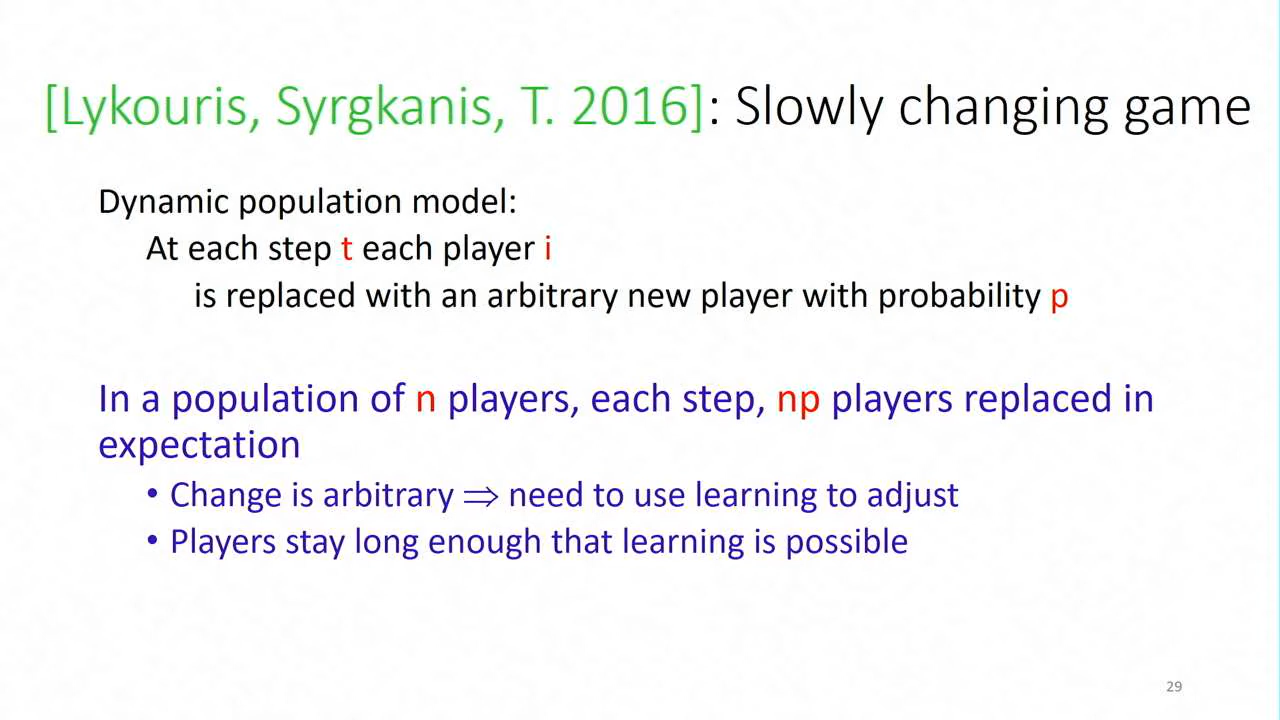 [Lykouris, Syrgkanis, T. 2016]: Slowly changing game
Dynamic population model:
At each step t each player i
is replaced with an arbitrary new player with probability p
In a population of n players, each step, np players replaced in
expectation
• Change is arbitrary ⇒ need to use learning to adjust
• Players stay long enough that learning is possible
29